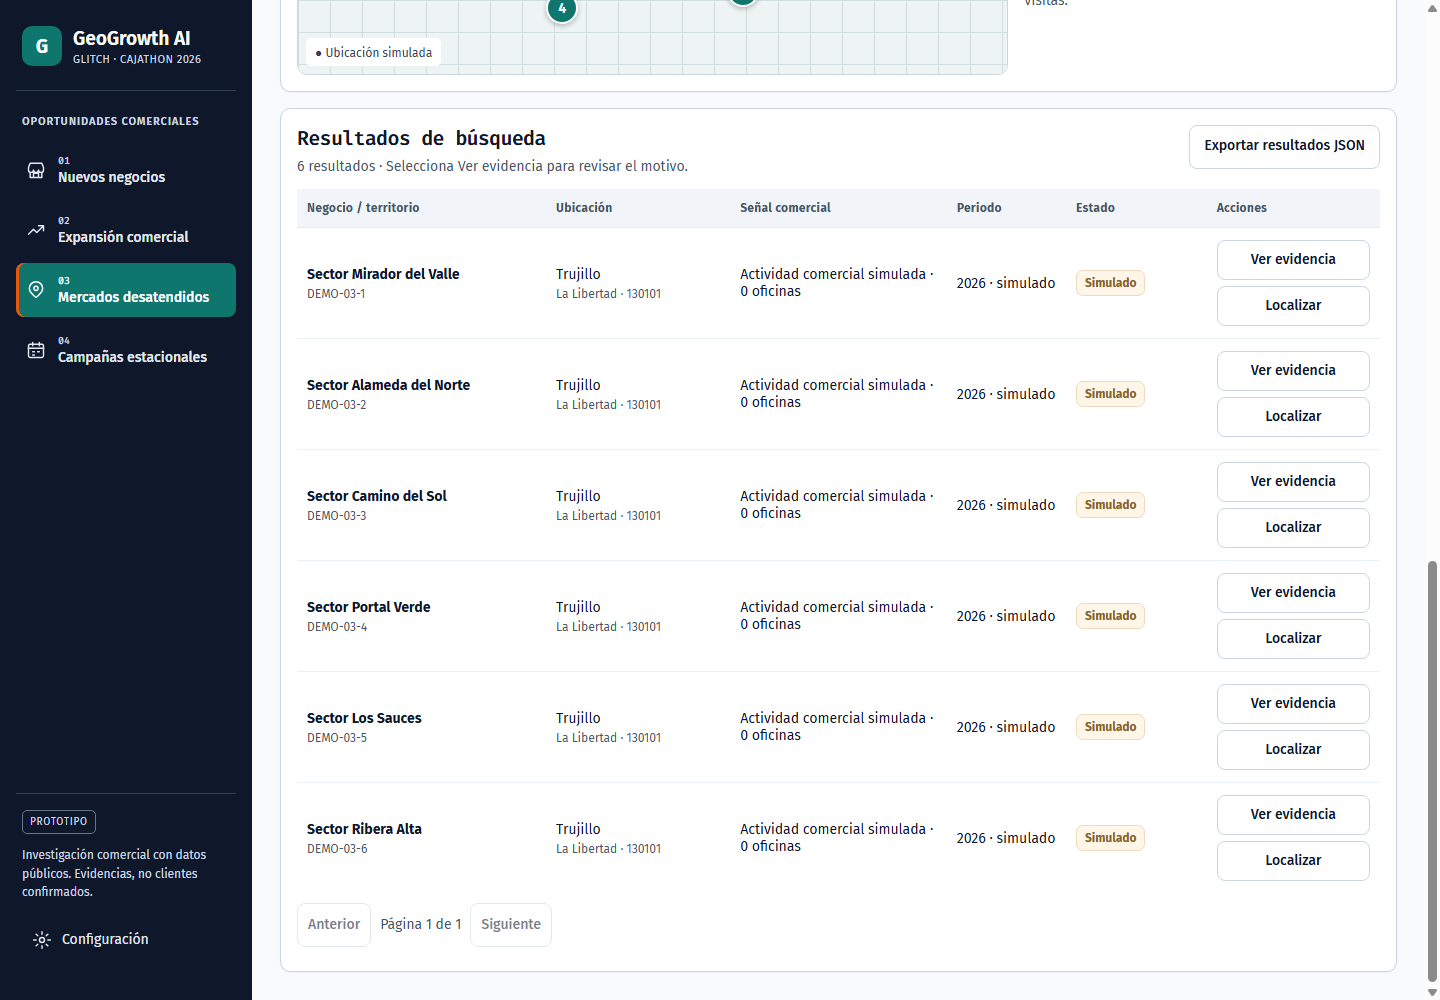 G
GeoGrowth AI
GLITCH · CAJATHON 2026
OPORTUNIDADES COMERCIALES
01
Nuevos negocios
02
Expansión comercial
03
Mercados desatendidos
04
Campañas estacionales
PROTOTIPO
Investigación comercial con datos
públicos. Evidencias, no clientes
confirmados.
Configuración
4
● Ubicación simulada
visitas.
Resultados de búsqueda
6 resultados · Selecciona Ver evidencia para revisar el motivo.
Exportar resultados JSON
Negocio / territorio Ubicación Señal comercial Periodo Estado Acciones
Sector Mirador del Valle
DEMO-03-1
Trujillo
La Libertad · 130101
Actividad comercial simulada ·
0 oficinas
2026 · simulado
Simulado
Ver evidencia
Localizar
Sector Alameda del Norte
DEMO-03-2
Trujillo
La Libertad · 130101
Actividad comercial simulada ·
0 oficinas
2026 · simulado
Simulado
Ver evidencia
Localizar
Sector Camino del Sol
DEMO-03-3
Trujillo
La Libertad · 130101
Actividad comercial simulada ·
0 oficinas
2026 · simulado
Simulado
Ver evidencia
Localizar
Sector Portal Verde
DEMO-03-4
Trujillo
La Libertad · 130101
Actividad comercial simulada ·
0 oficinas
2026 · simulado
Simulado
Ver evidencia
Localizar
Sector Los Sauces
DEMO-03-5
Trujillo
La Libertad · 130101
Actividad comercial simulada ·
0 oficinas
2026 · simulado
Simulado
Ver evidencia
Localizar
Sector Ribera Alta
DEMO-03-6
Trujillo
La Libertad · 130101
Actividad comercial simulada ·
0 oficinas
2026 · simulado
Simulado
Ver evidencia
Localizar
Anterior Página 1 de 1 Siguiente